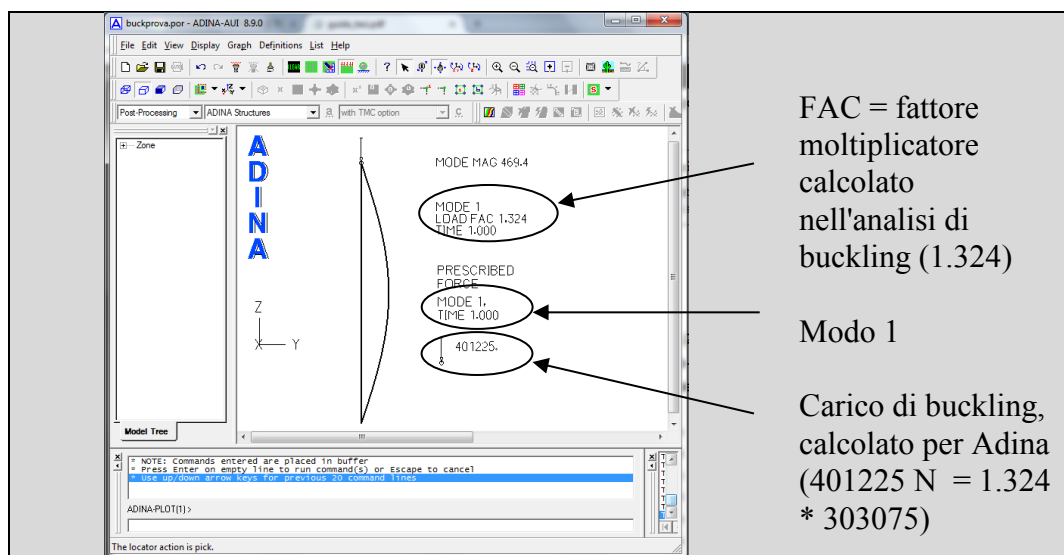 buckprova.por - ADINA-AUI 8.9.0
File Edit View Display Graph Definitions List Help
Post-Processing
ADINA Structures
with TMC option
Zone
Model Tree
ADINA
MODE MAG 469.4
MODE 1
LOAD FAC 1.324
TIME 1.000
PRESCRIBED
FORCE
MODE 1,
TIME 1.000
401225.
Z
X
Y
* NOTE: Commands entered are placed in buffer
* Press Enter on empty line to run command(s) or Escape to cancel
* Use up/down arrow keys for previous 20 command lines
ADINA-PLOT(1) >
The locator action is pick.
FAC = fattore
moltiplicatore
calcolato
nell'analisi di
buckling (1.324)
Modo 1
Carico di buckling,
calcolato per Adina
(401225 N = 1.324
* 303075)